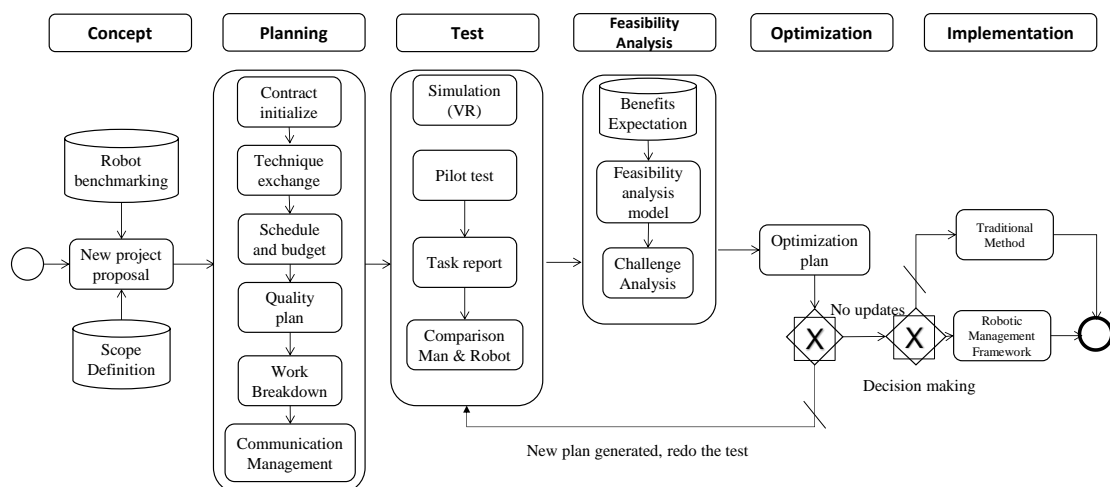 Concept
Planning
Test
Feasibility
Analysis
Optimization
Implementation
Robot
benchmarking
New project
proposal
Scope
Definition
Contract
initialize
Technique
exchange
Schedule
and budget
Quality
plan
Work
Breakdown
Communication
Management
Simulation
(VR)
Pilot test
Task report
Comparison
Man & Robot
Benefits
Expectation
Feasibility
analysis
model
Challenge
Analysis
Optimization
plan
No updates
X
X
Decision making
Traditional
Method
Robotic
Management
Framework
New plan generated, redo the test